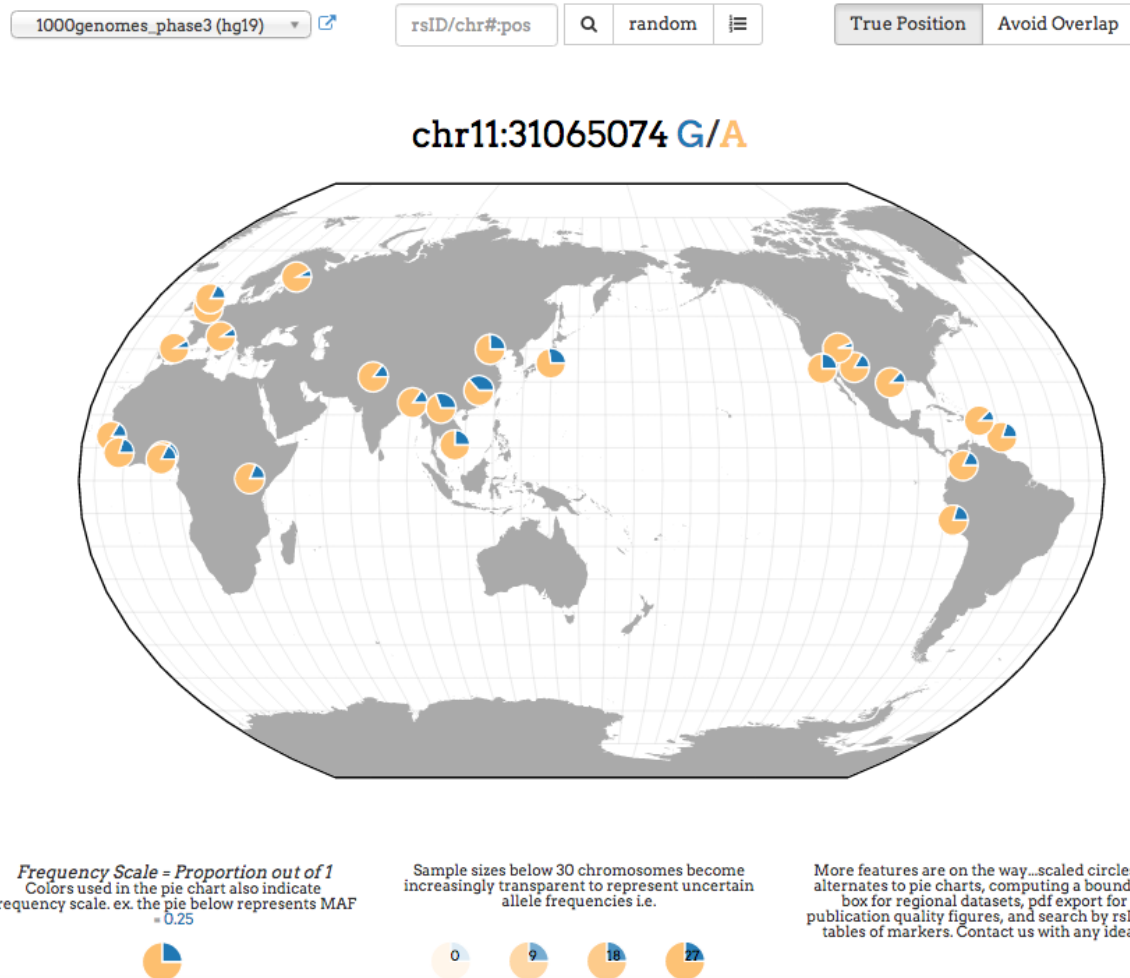 1000genomes_phase3 (hg19)
rsID/chr#:pos
random
True Position
Avoid Overlap
chr11:31065074 G/A
Frequency Scale = Proportion out of 1
Colors used in the pie chart also indicate
requency scale. ex. the pie below represents MAF
= 0.25
Sample sizes below 30 chromosomes become
increasingly transparent to represent uncertain
allele frequencies i.e.
0
9
18
27
More features are on the way...scaled circles
alternates to pie charts, computing a bound
box for regional datasets, pdf export for
publication quality figures, and search by rsI
tables of markers. Contact us with any idea